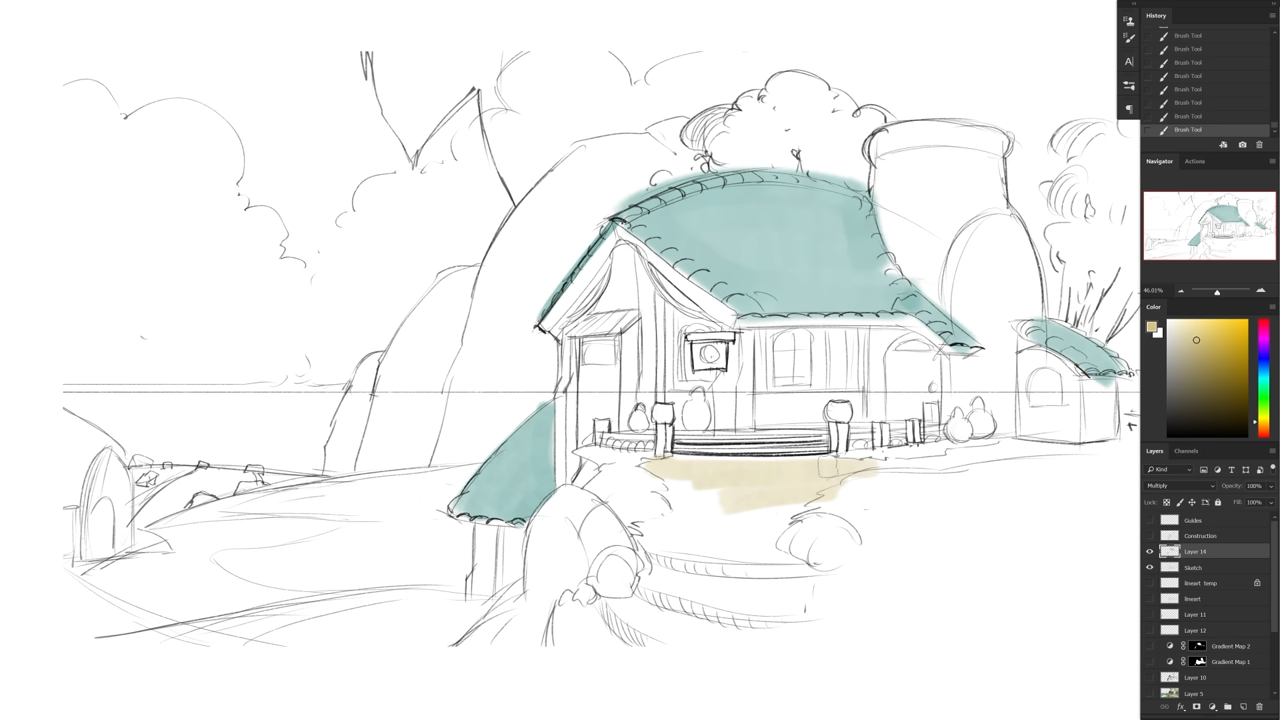 History
Brush Tool
Brush Tool
Brush Tool
Brush Tool
Brush Tool
Brush Tool
Brush Tool
Brush Tool
Navigator Actions
46.01%
Color
Layers Channels
Kind
Multiply Opacity: 100%
Lock: Fill: 100%
Guides
Construction
Layer 14
Sketch
lineart temp
lineart
Layer 11
Layer 12
Gradient Map 2
Gradient Map 1
Layer 10
Layer 5